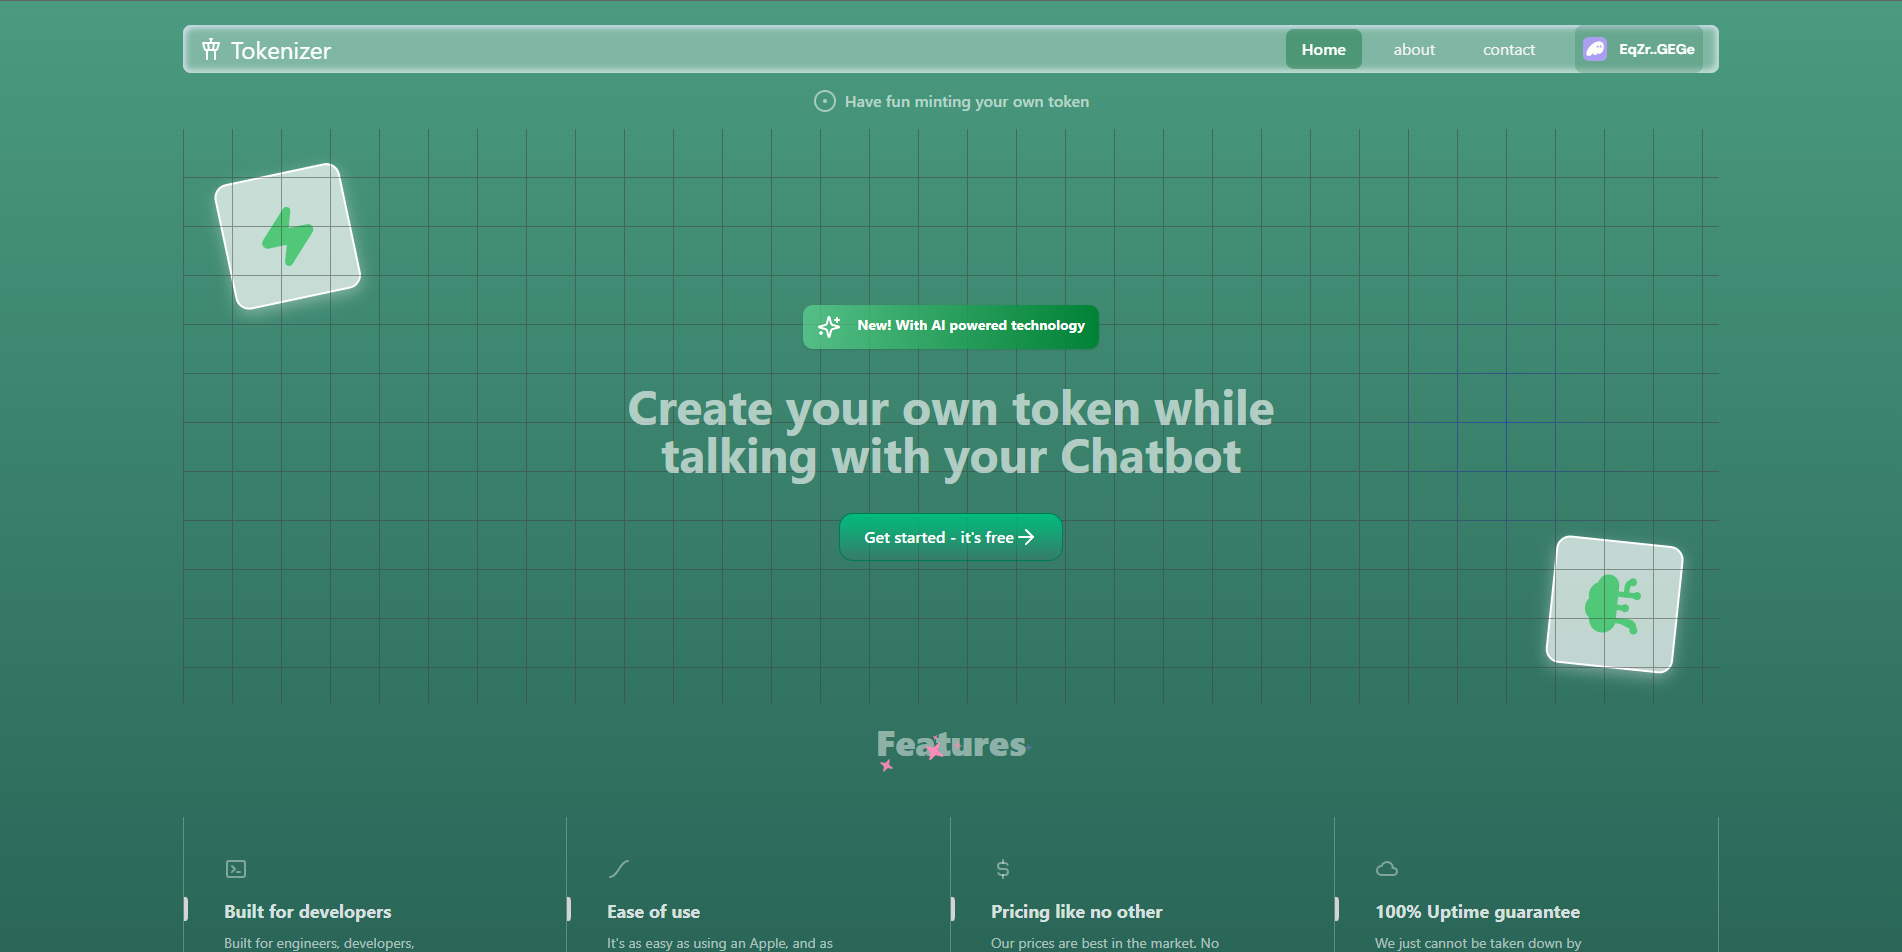 Tokenizer
Home
about
contact
EqZr..GEGe
Have fun minting your own token
New! With AI powered technology
Create your own token while
talking with your Chatbot
Get started - it's free
Features
Built for developers
Ease of use
Pricing like no other
100% Uptime guarantee
Built for engineers, developers,
It's as easy as using an Apple, and as
Our prices are best in the market. No
We just cannot be taken down by